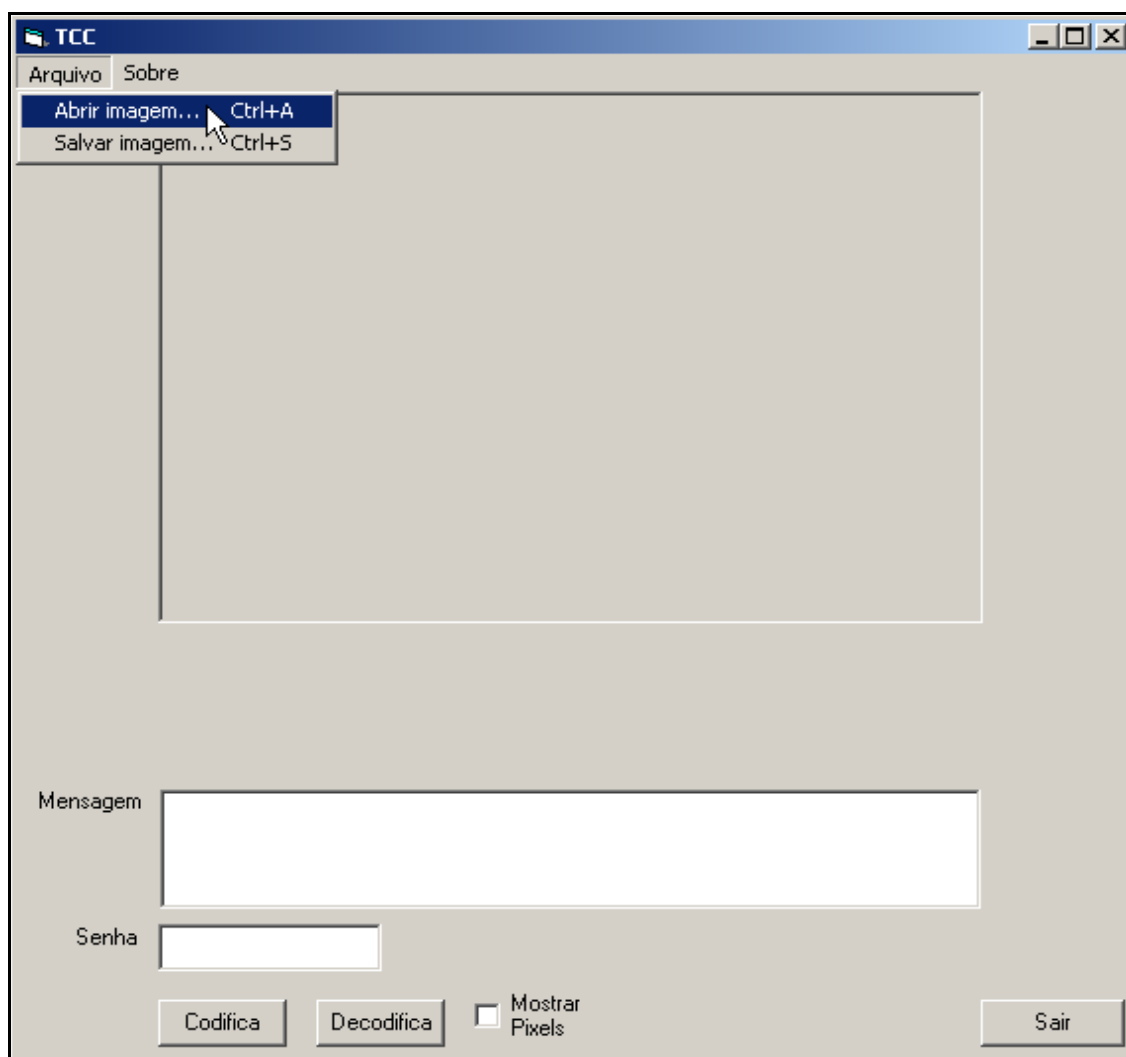 TCC
Arquivo Sobre
Abrir imagem... Ctrl+A
Salvar imagem... Ctrl+S
Mensagem
Senha
Codifica Decodifica Mostrar Pixels Sair